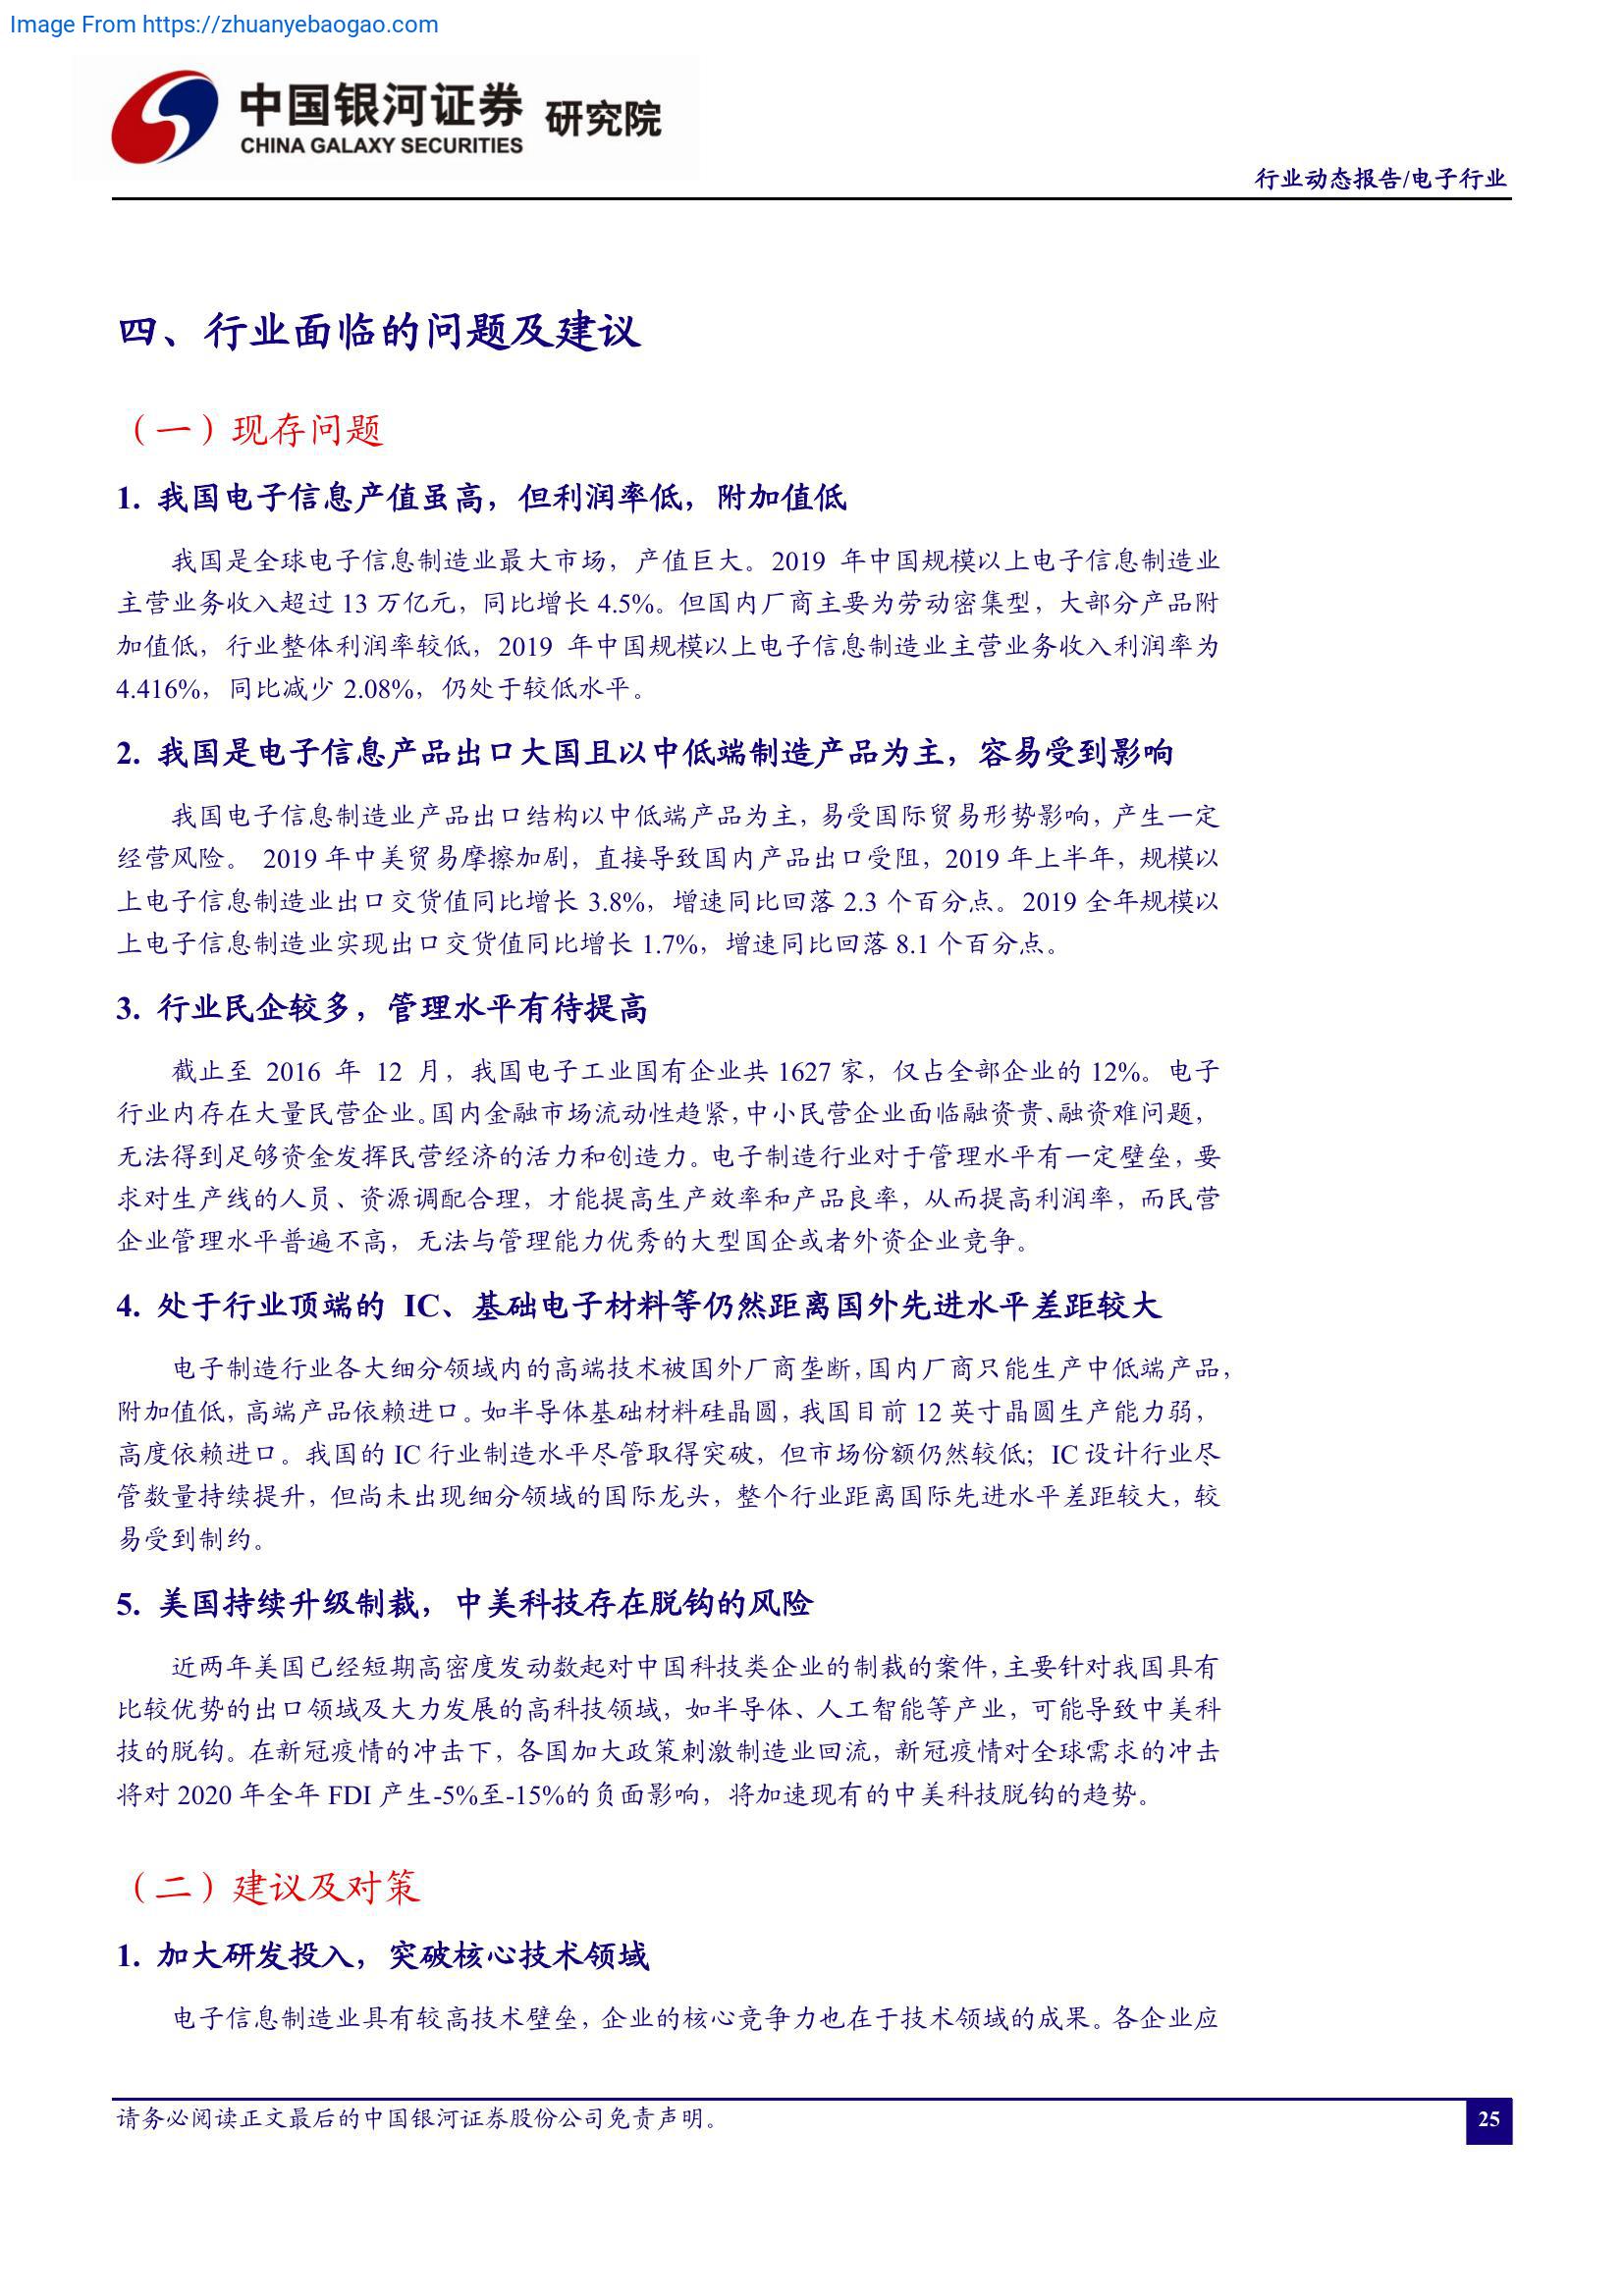 Image From https://zhuanyebaogao.com
中国银河证券 研究院
CHINA GALAXY SECURITIES
行业动态报告/电子行业
四、行业面临的问题及建议
（一）现存问题
1. 我国电子信息产值虽高，但利润率低，附加值低
我国是全球电子信息制造业最大市场，产值巨大。2019 年中国规模以上电子信息制造业
主营业务收入超过 13 万亿元，同比增长 4.5%。但国内厂商主要为劳动密集型，大部分产品附
加值低，行业整体利润率较低，2019 年中国规模以上电子信息制造业主营业务收入利润率为
4.416%，同比减少 2.08%，仍处于较低水平。
2. 我国是电子信息产品出口大国且以中低端制造产品为主，容易受到影响
我国电子信息制造业产品出口结构以中低端产品为主，易受国际贸易形势影响，产生一定
经营风险。 2019 年中美贸易摩擦加剧，直接导致国内产品出口受阻，2019 年上半年，规模以
上电子信息制造业出口交货值同比增长 3.8%，增速同比回落 2.3 个百分点。2019 全年规模以
上电子信息制造业实现出口交货值同比增长 1.7%，增速同比回落 8.1 个百分点。
3. 行业民企较多，管理水平有待提高
截止至 2016 年 12 月，我国电子工业国有企业共 1627 家，仅占全部企业的 12%。电子
行业内存在大量民营企业。国内金融市场流动性趋紧，中小民营企业面临融资贵、融资难问题，
无法得到足够资金发挥民营经济的活力和创造力。电子制造行业对于管理水平有一定壁垒，要
求对生产线的人员、资源调配合理，才能提高生产效率和产品良率，从而提高利润率，而民营
企业管理水平普遍不高，无法与管理能力优秀的大型国企或者外资企业竞争。
4. 处于行业顶端的 IC、基础电子材料等仍然距离国外先进水平差距较大
电子制造行业各大细分领域内的高端技术被国外厂商垄断，国内厂商只能生产中低端产品，
附加值低，高端产品依赖进口。如半导体基础材料硅晶圆，我国目前 12 英寸晶圆生产能力弱，
高度依赖进口。我国的 IC 行业制造水平尽管取得突破，但市场份额仍然较低；IC 设计行业尽
管数量持续提升，但尚未出现细分领域的国际龙头，整个行业距离国际先进水平差距较大，较
易受到制约。
5. 美国持续升级制裁，中美科技存在脱钩的风险
近两年美国已经短期高密度发动数起对中国科技类企业的制裁的案件，主要针对我国具有
比较优势的出口领域及大力发展的高科技领域，如半导体、人工智能等产业，可能导致中美科
技的脱钩。在新冠疫情的冲击下，各国加大政策刺激制造业回流，新冠疫情对全球需求的冲击
将对 2020 年全年 FDI 产生-5%至-15%的负面影响，将加速现有的中美科技脱钩的趋势。
（二）建议及对策
1. 加大研发投入，突破核心技术领域
电子信息制造业具有较高技术壁垒，企业的核心竞争力也在于技术领域的成果。各企业应
请务必阅读正文最后的中国银河证券股份公司免责声明。
25